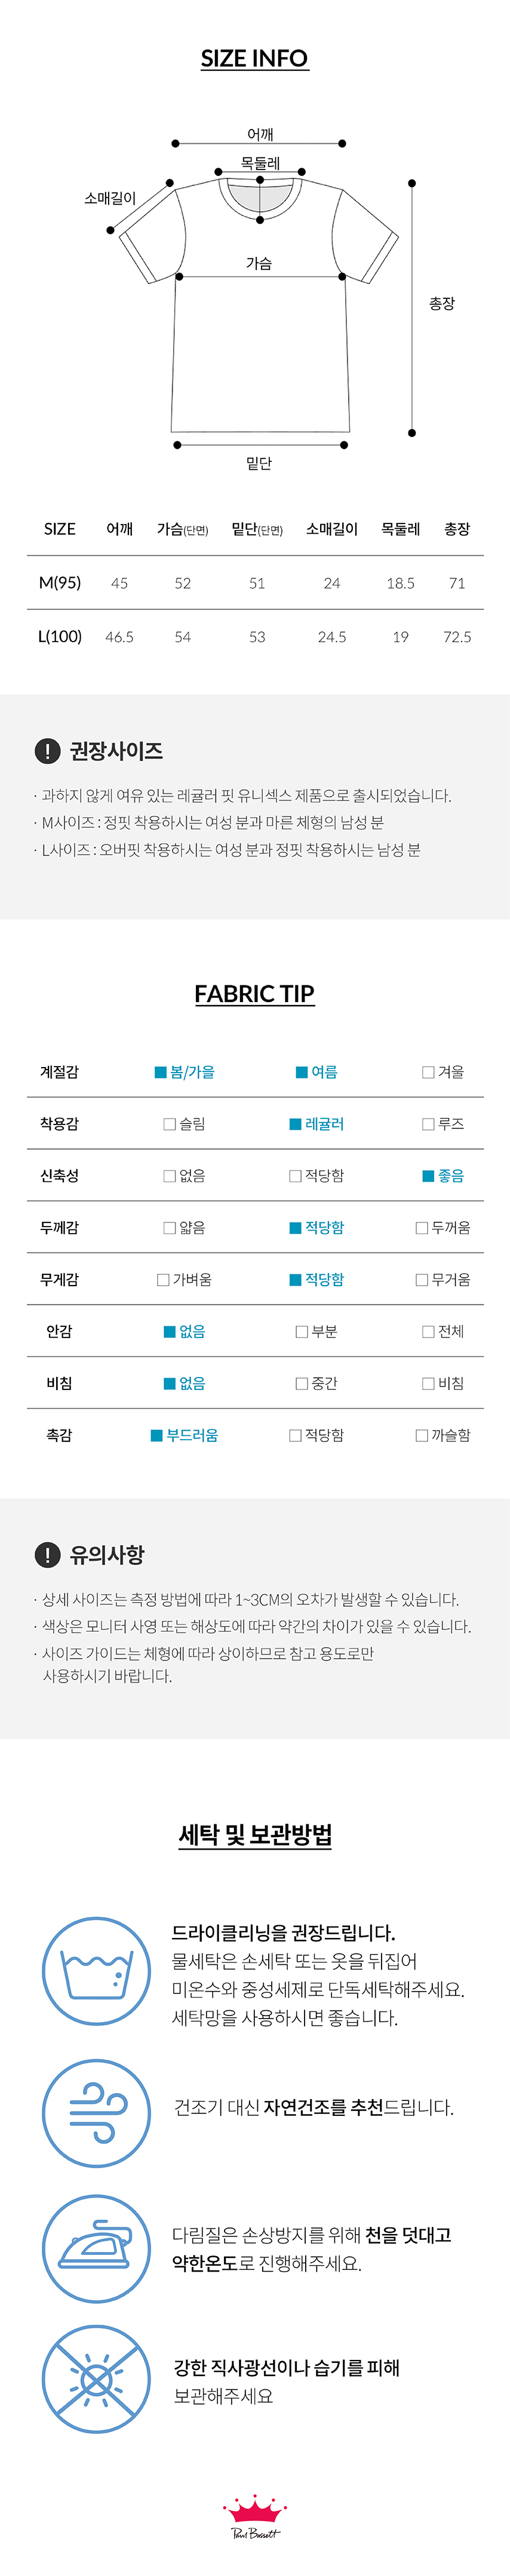 SIZE INFO
어깨
목둘레
소매길이
가슴
총장
밑단
SIZE 어깨 가슴(단면) 밑단(단면) 소매길이 목둘레 총장
M(95) 45 52 51 24 18.5 71
L(100) 46.5 54 53 24.5 19 72.5
! 권장사이즈
· 과하지 않게 여유 있는 레귤러 핏 유니섹스 제품으로 출시되었습니다.
· M사이즈 : 정핏 착용하시는 여성 분과 마른 체형의 남성 분
· L사이즈 : 오버핏 착용하시는 여성 분과 정핏 착용하시는 남성 분
FABRIC TIP
계절감 ■ 봄/가을 ■ 여름 □ 겨울
착용감 □ 슬림 ■ 레귤러 □ 루즈
신축성 □ 없음 □ 적당함 ■ 좋음
두께감 □ 얇음 ■ 적당함 □ 두꺼움
무게감 □ 가벼움 ■ 적당함 □ 무거움
안감 ■ 없음 □ 부분 □ 전체
비침 ■ 없음 □ 중간 □ 비침
촉감 ■ 부드러움 □ 적당함 □ 까슬함
! 유의사항
· 상세 사이즈는 측정 방법에 따라 1~3CM의 오차가 발생할 수 있습니다.
· 색상은 모니터 사영 또는 해상도에 따라 약간의 차이가 있을 수 있습니다.
· 사이즈 가이드는 체형에 따라 상이하므로 참고 용도로만
사용하시기 바랍니다.
세탁 및 보관방법
드라이클리닝을 권장드립니다.
물세탁은 손세탁 또는 옷을 뒤집어
미온수와 중성세제로 단독세탁해주세요.
세탁망을 사용하시면 좋습니다.
건조기 대신 자연건조를 추천드립니다.
다림질은 손상방지를 위해 천을 덧대고
약한온도로 진행해주세요.
강한 직사광선이나 습기를 피해
보관해주세요
Paul Bassett